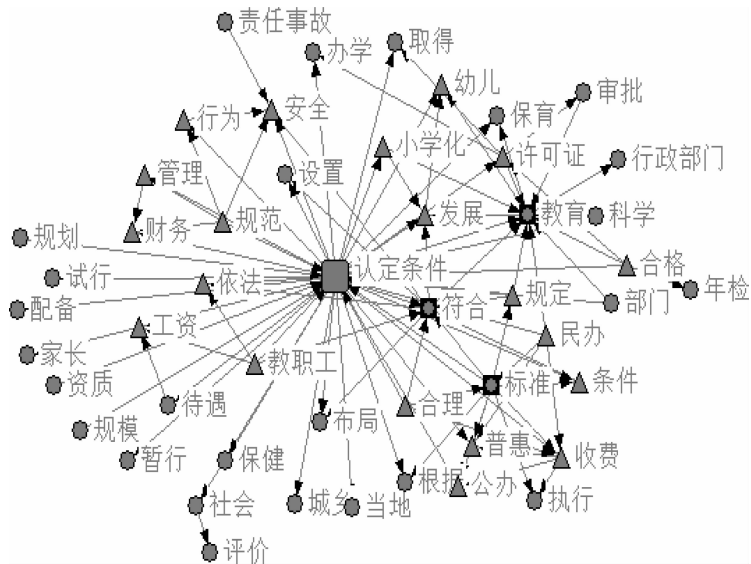 责任事故
办学
取得
幼儿
审批
保育
行为
安全
小学化
许可证
行政部门
管理
设置
发展
教育
科学
财务
规范
规划
认定条件
合格
试行
依法
年检
配备
符合
规定
部门
工资
民办
家长
教职工
资质
标准
条件
待遇
合理
规模
布局
普惠
收费
暂行
保健
根据
公办
社会
城乡
当地
执行
评价